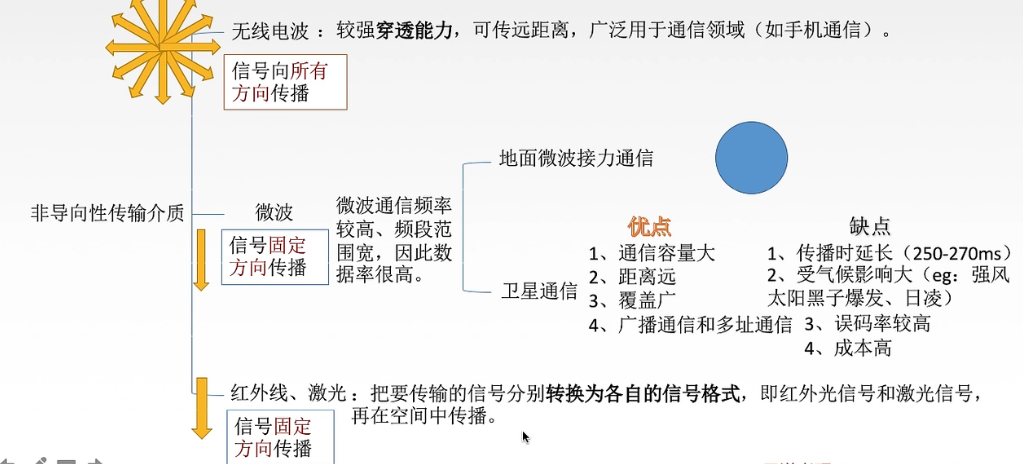 无线电波：较强穿透能力，可传远距离，广泛用于通信领域（如手机通信）。
信号向所有
方向传播
非导向性传输介质
微波
信号固定
方向传播
微波通信频率
较高、频段范
围宽，因此数
据率很高。
地面微波接力通信
卫星通信
优点
1、通信容量大
2、距离远
3、覆盖广
4、广播通信和多址通信
缺点
1、传播时延长（250-270ms）
2、受气候影响大（eg：强风
太阳黑子爆发、日凌）
3、误码率较高
4、成本高
红外线、激光：把要传输的信号分别转换为各自的信号格式，即红外光信号和激光信号，
再在空间中传播。
信号固定
方向传播